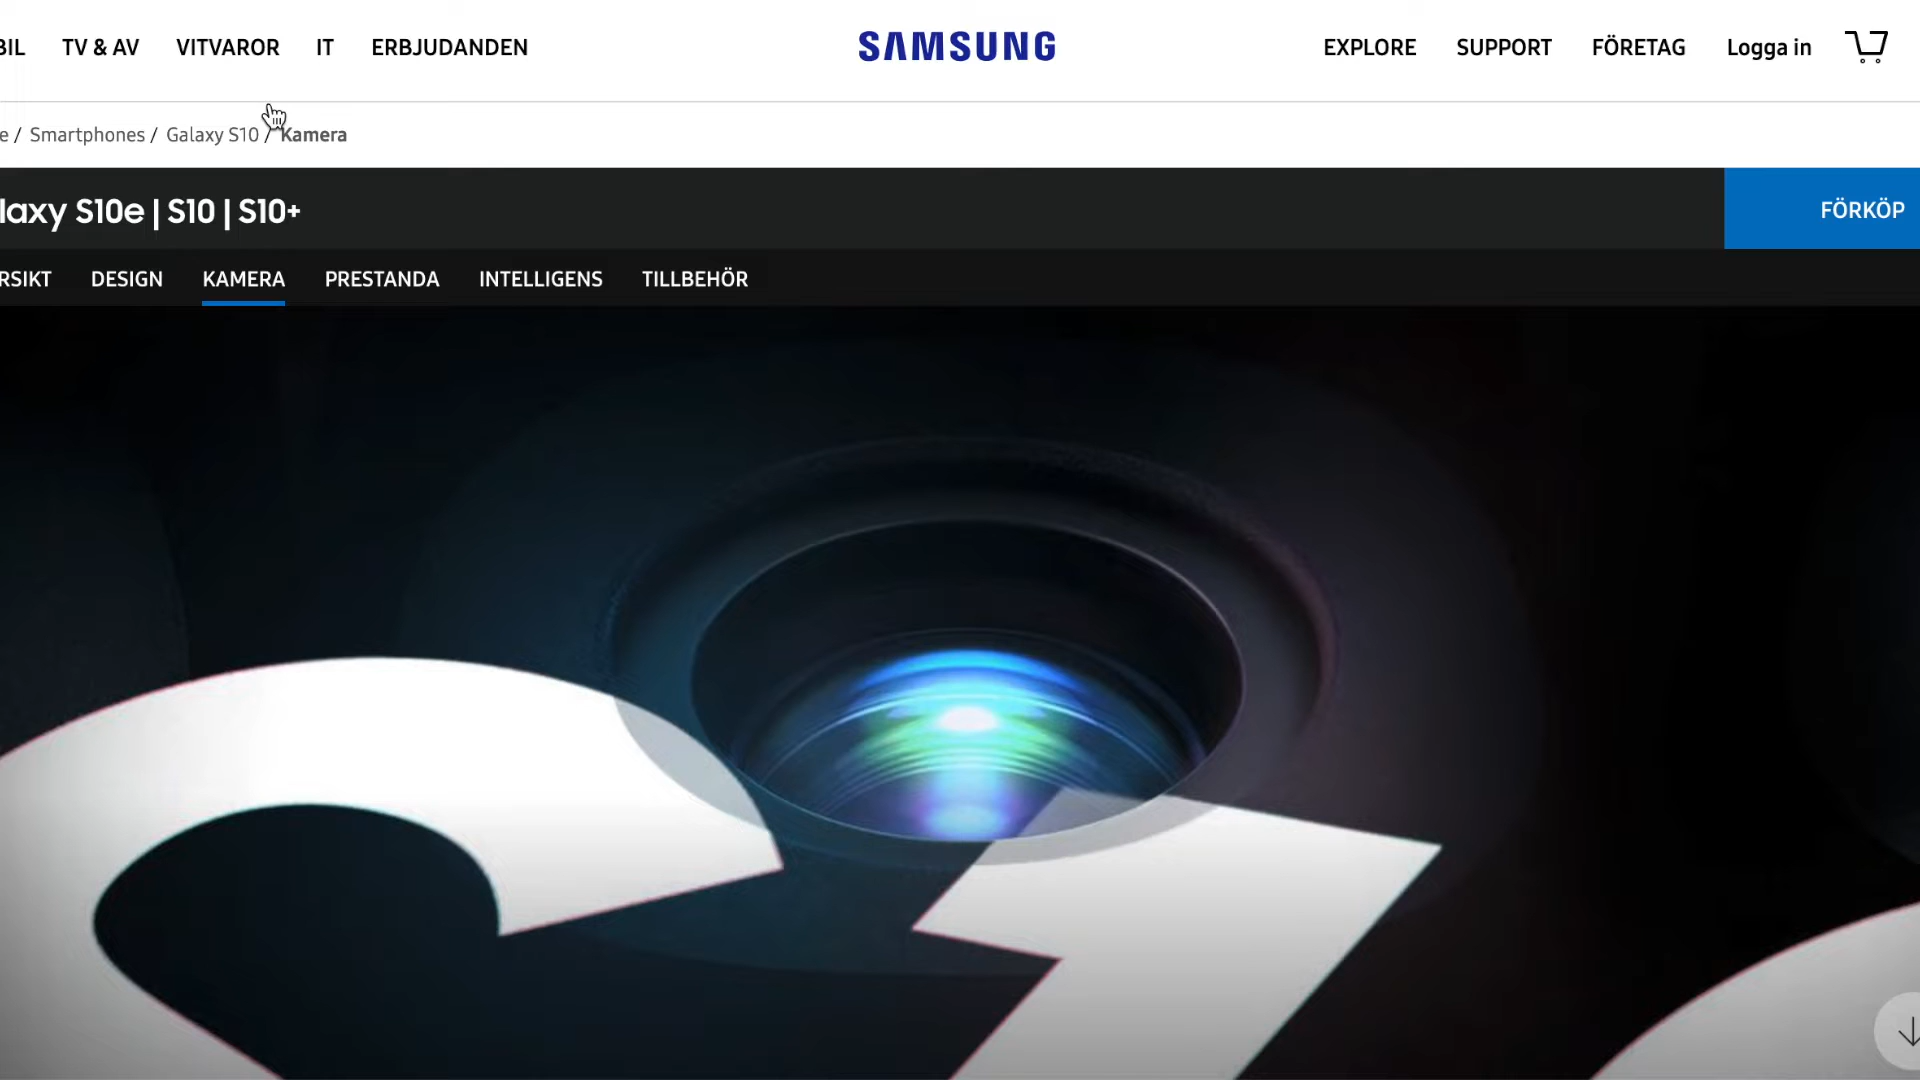 BIL TV & AV VITVAROR IT ERBJUDANDEN SAMSUNG EXPLORE SUPPORT FÖRETAG Logga in
e / Smartphones / Galaxy S10 / Kamera
laxy S10e | S10 | S10+ FÖRKÖP
RSIKT DESIGN KAMERA PRESTANDA INTELLIGENS TILLBEHÖR
S10